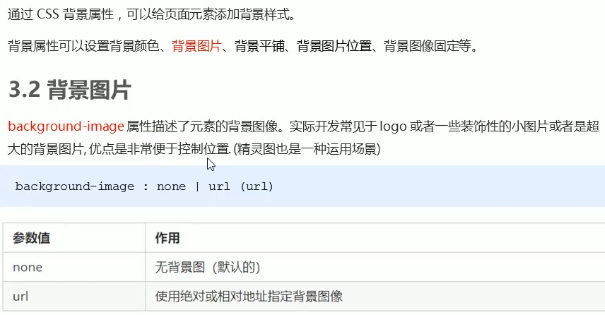 通过 CSS 背景属性，可以给页面元素添加背景样式。
背景属性可以设置背景颜色、背景图片、背景平铺、背景图片位置、背景图像固定等。
3.2 背景图片
background-image 属性描述了元素的背景图像。实际开发常见于 logo 或者一些装饰性的小图片或者是超
大的背景图片, 优点是非常便于控制位置. (精灵图也是一种运用场景)
background-image : none | url (url)
参数值 作用
none 无背景图（默认的）
url 使用绝对或相对地址指定背景图像